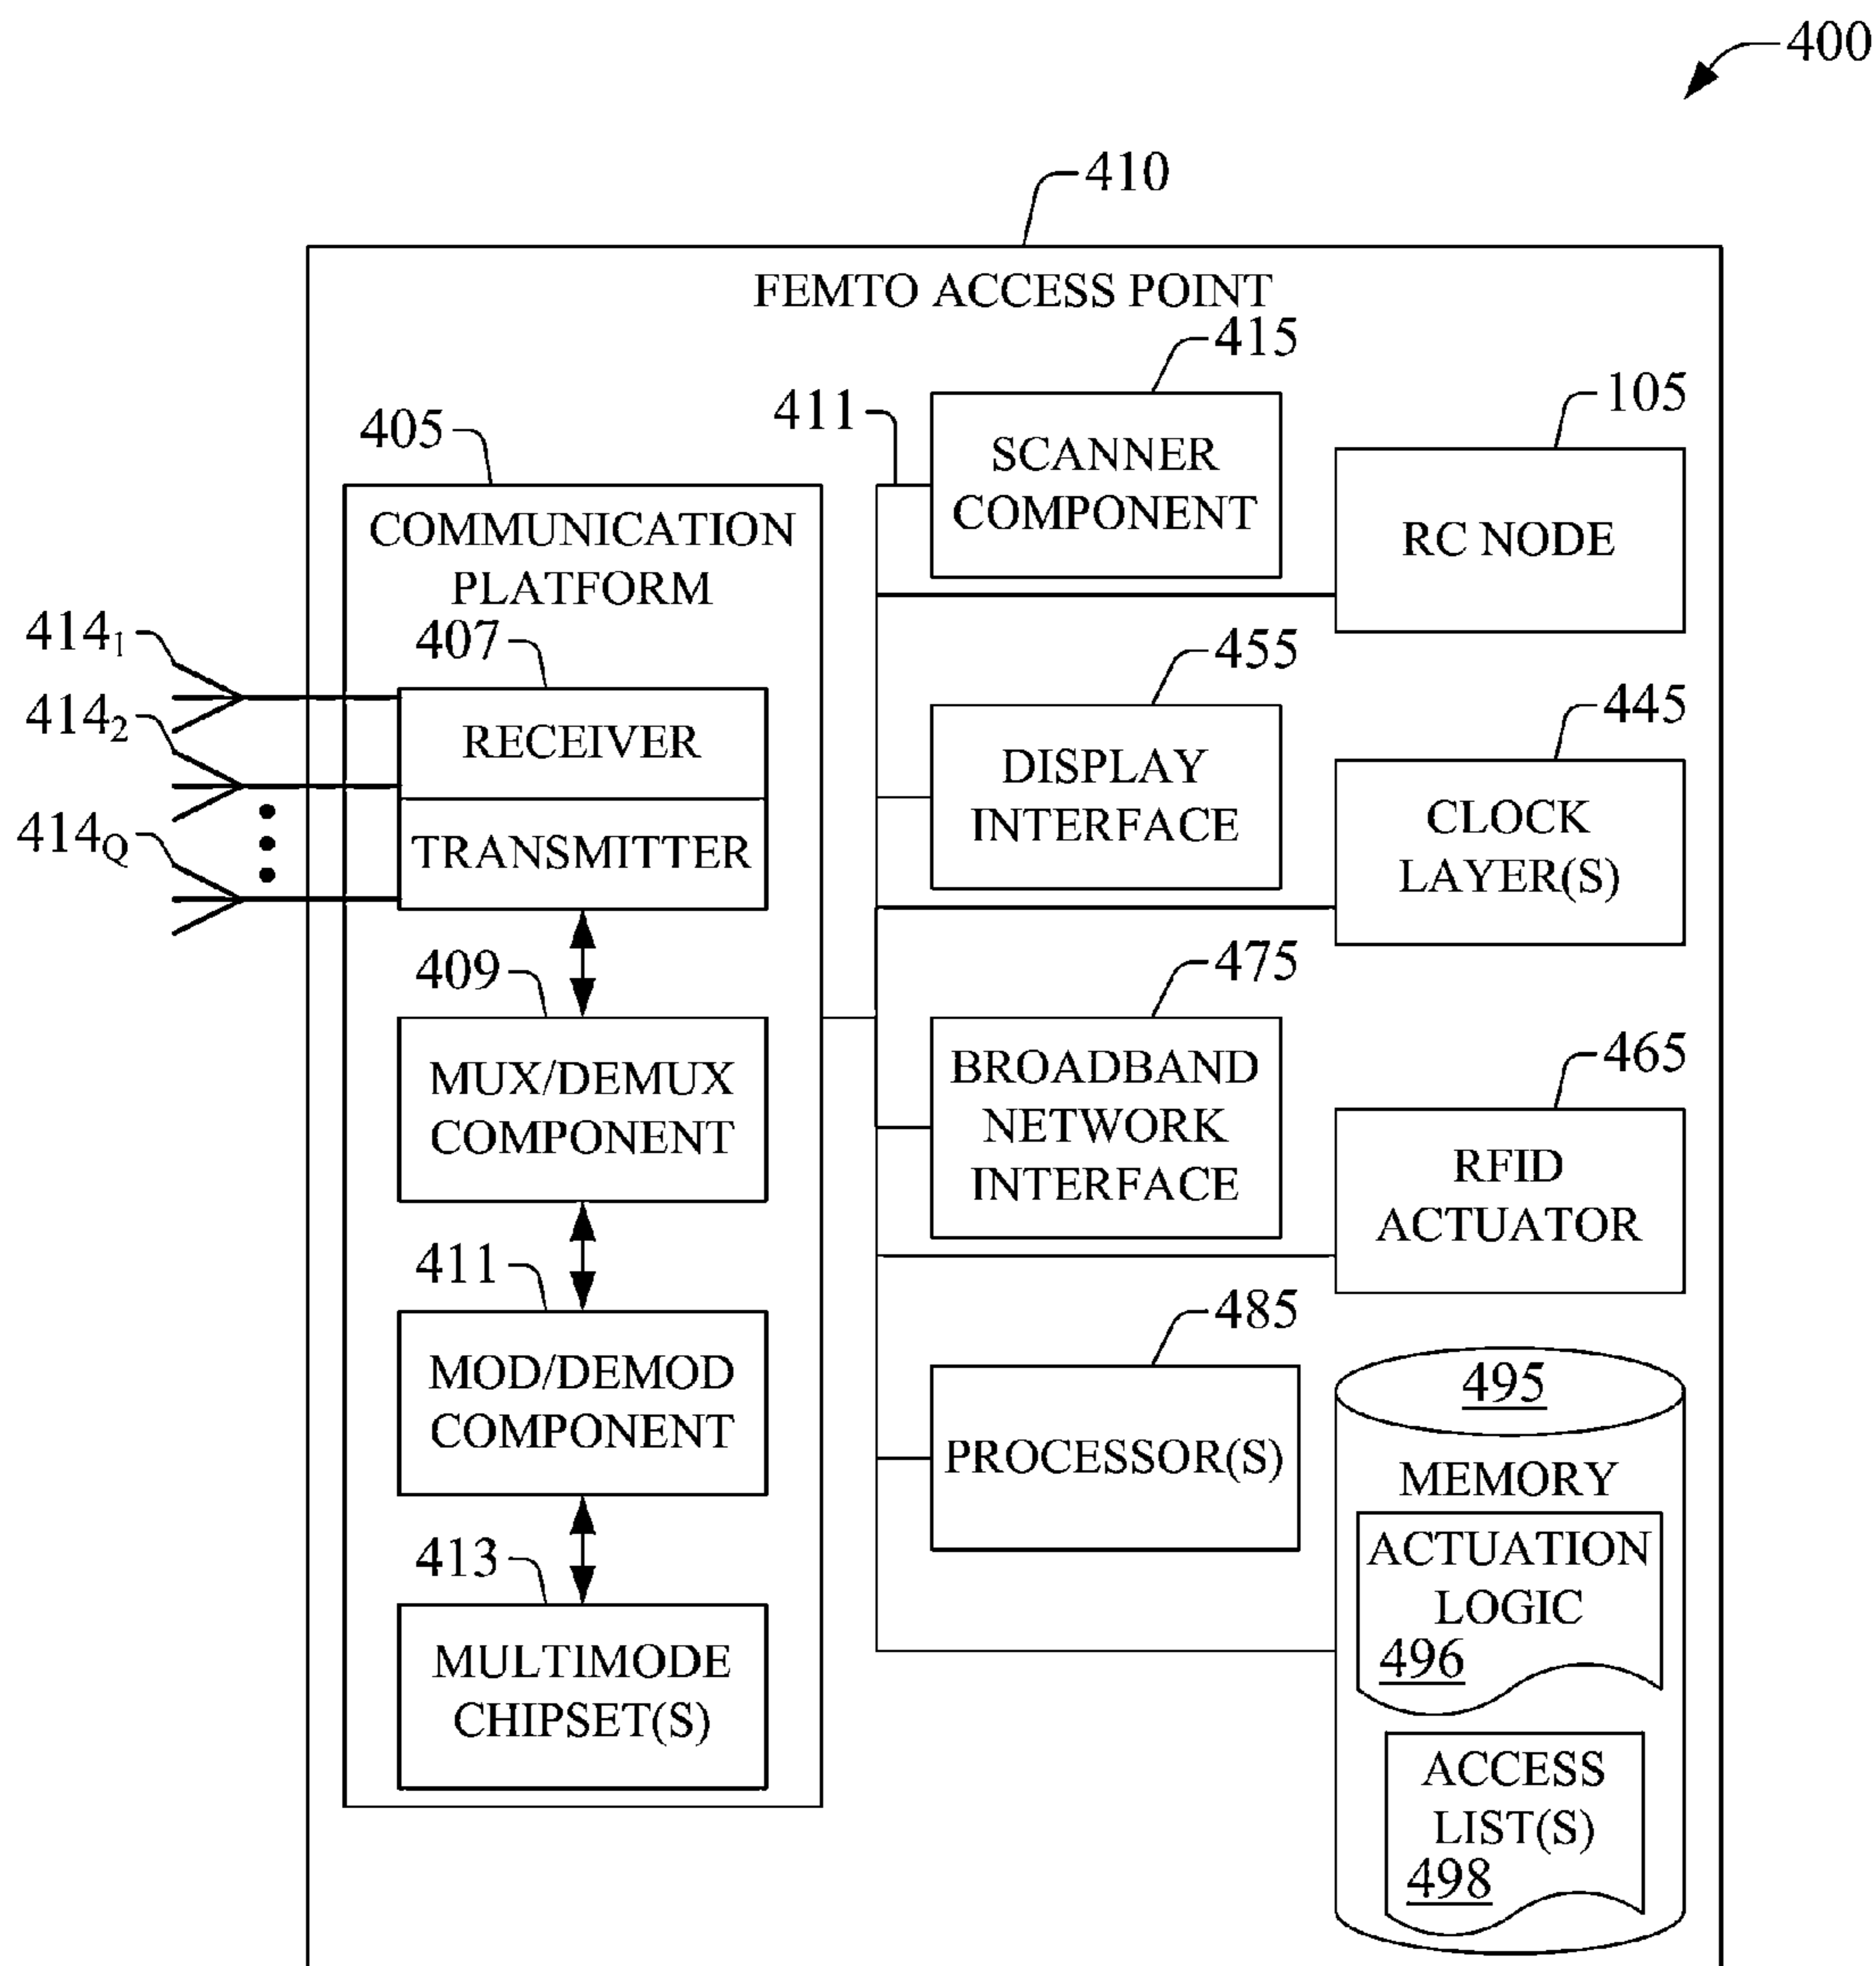 400
410
FEMTO ACCESS POINT
415
411
SCANNER
COMPONENT
105
RC NODE
405
COMMUNICATION
PLATFORM
407
RECEIVER
TRANSMITTER
414₁
414₂
414Q
455
DISPLAY
INTERFACE
445
CLOCK
LAYER(S)
409
MUX/DEMUX
COMPONENT
475
BROADBAND
NETWORK
INTERFACE
465
RFID
ACTUATOR
411
MOD/DEMOD
COMPONENT
485
PROCESSOR(S)
495
MEMORY
ACTUATION
LOGIC
496
413
MULTIMODE
CHIPSET(S)
ACCESS
LIST(S)
498